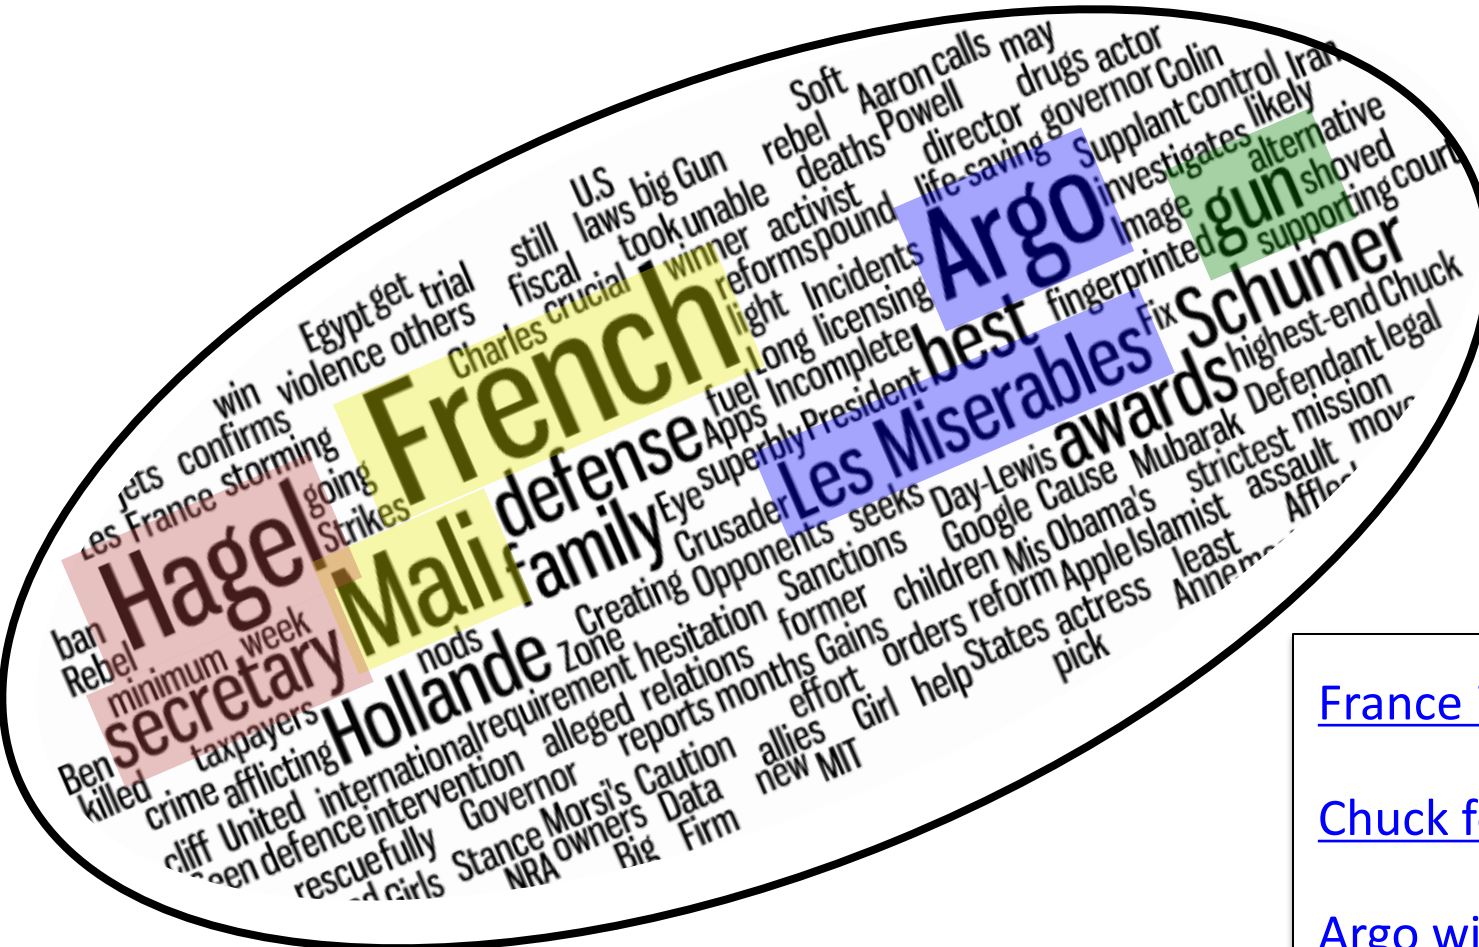 Soft Aaron calls may
rebel deaths Powell drugs actor
director governor Colin
U.S big Gun
still laws took unable activist life-saving Supplant control Iran
fiscal winner reforms pound Argo investigates likely
Egypt get trial crucial light Incidents Image gun alternative
violence others Charles French Long licensing fingerprinted supporting shoved court
win fuel Incomplete best Fix Schumer
confirms Apps President Les Miserables highest-end Chuck
storming going defense superbly awards Defendant legal
Les France Strikes family Eye Crusader Day-Lewis Mubarak mission
Hagel Mali Opponents seeks Google Cause strictest move
ban Creating Sanctions Mis Obama's assault
Rebel week nods Zone former children Apple Islamist
minimum Hollande hesitation Gains reform least
secretary requirement relations months orders actress Anne
Ben taxpayers international alleged reports effort States
killed crime afflicting intervention Girl help pick
cliff United defence Governor Caution allies
rescue fully Stance Morsi's Data new MIT
Girls NRA owners Firm
Big
France
Chuck
Argo